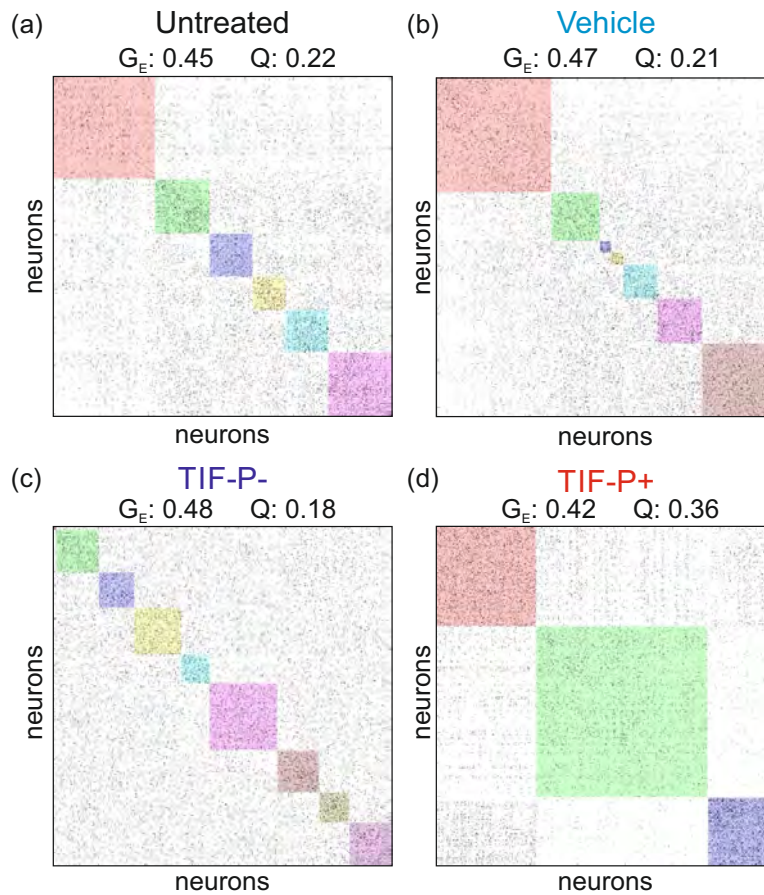 (a) Untreated
G_E: 0.45 Q: 0.22
neurons
neurons
(b) Vehicle
G_E: 0.47 Q: 0.21
neurons
neurons
(c) TIF-P-
G_E: 0.48 Q: 0.18
neurons
neurons
(d) TIF-P+
G_E: 0.42 Q: 0.36
neurons
neurons